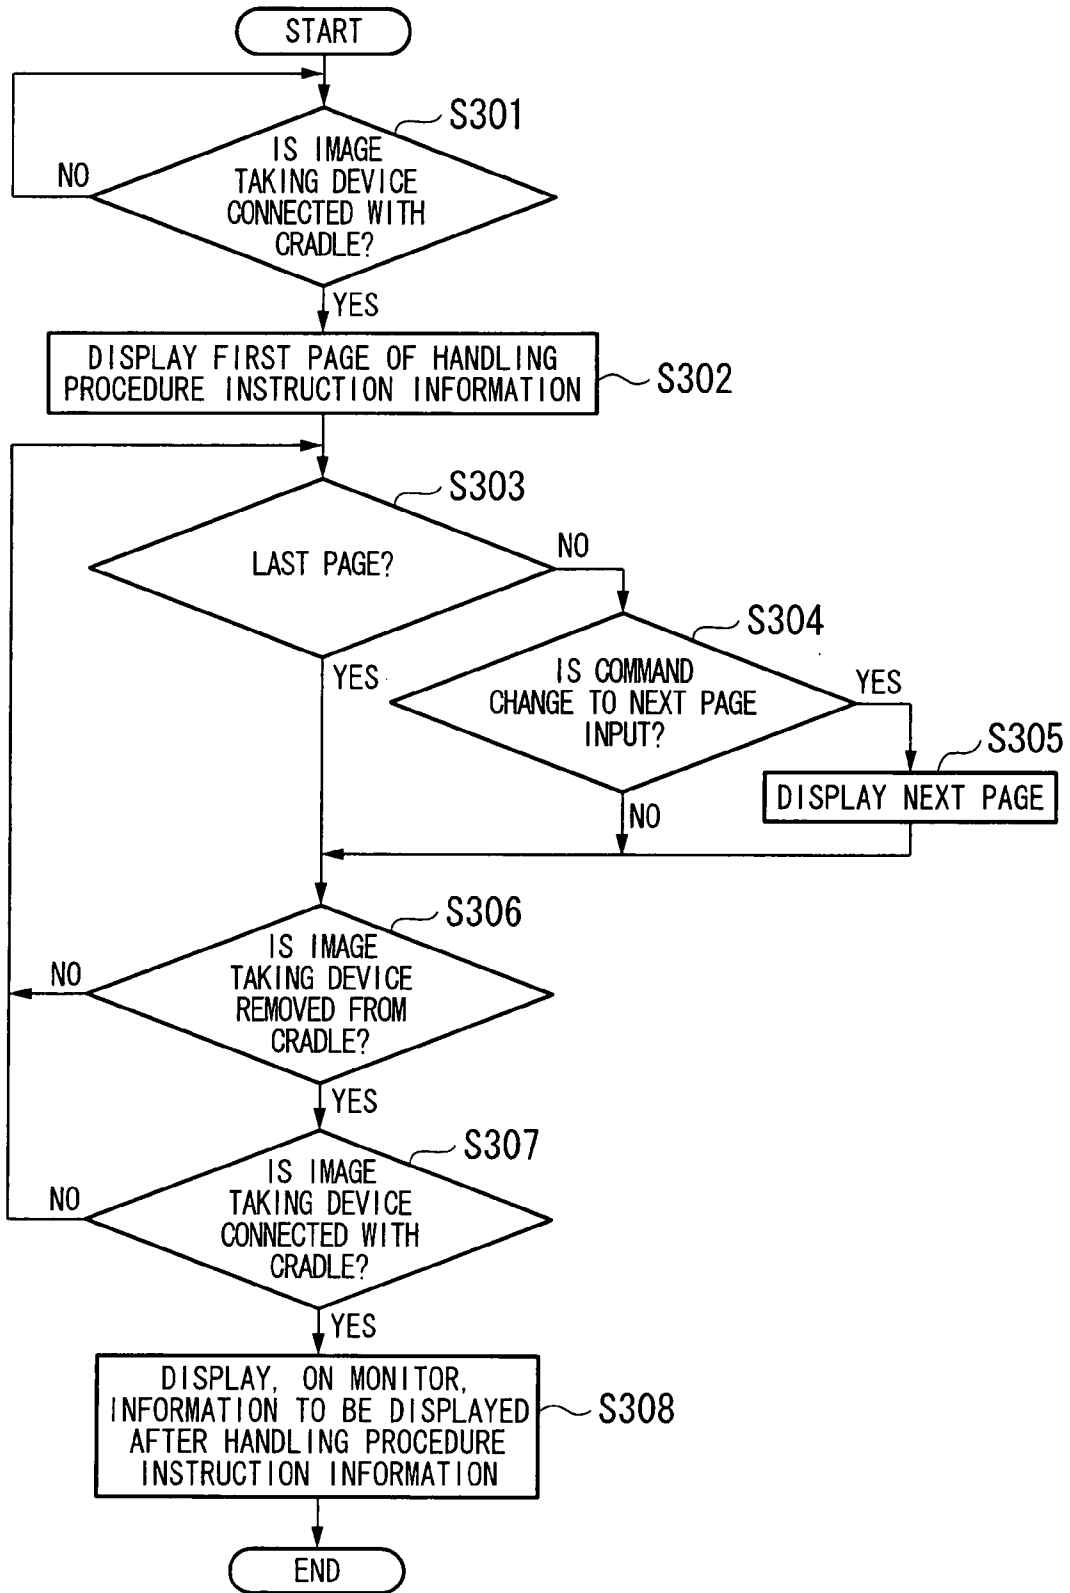 START
S301
IS IMAGE
TAKING DEVICE
CONNECTED WITH
CRADLE?
NO
YES
DISPLAY FIRST PAGE OF HANDLING
PROCEDURE INSTRUCTION INFORMATION
S302
S303
LAST PAGE?
NO
YES
S304
IS COMMAND
CHANGE TO NEXT PAGE
INPUT?
YES
NO
S305
DISPLAY NEXT PAGE
S306
IS IMAGE
TAKING DEVICE
REMOVED FROM
CRADLE?
NO
YES
S307
IS IMAGE
TAKING DEVICE
CONNECTED WITH
CRADLE?
NO
YES
DISPLAY, ON MONITOR,
INFORMATION TO BE DISPLAYED
AFTER HANDLING PROCEDURE
INSTRUCTION INFORMATION
S308
END